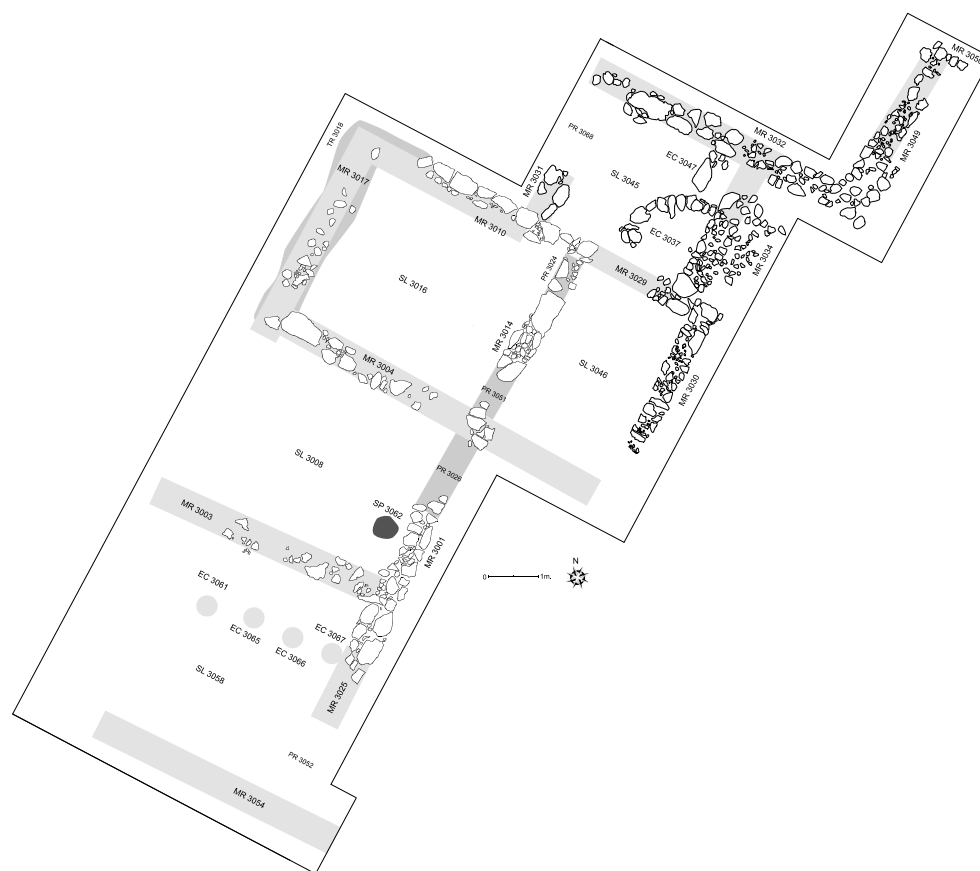 MR 3050
MR 3049
MR 3032
PR 3068
TR 3018
EC 3047
MR 3017
SL 3045
MR 3031
MR 3010
EC 3037
MR 3034
PR 3024
MR 3029
SL 3016
MR 3014
MR 3004
SL 3046
PR 3051
MR 3030
SL 3008
PR 3026
MR 3003
SP 3062
MR 3001
N
0
1m.
EC 3061
EC 3065
EC 3067
EC 3066
SL 3058
MR 3025
PR 3052
MR 3054